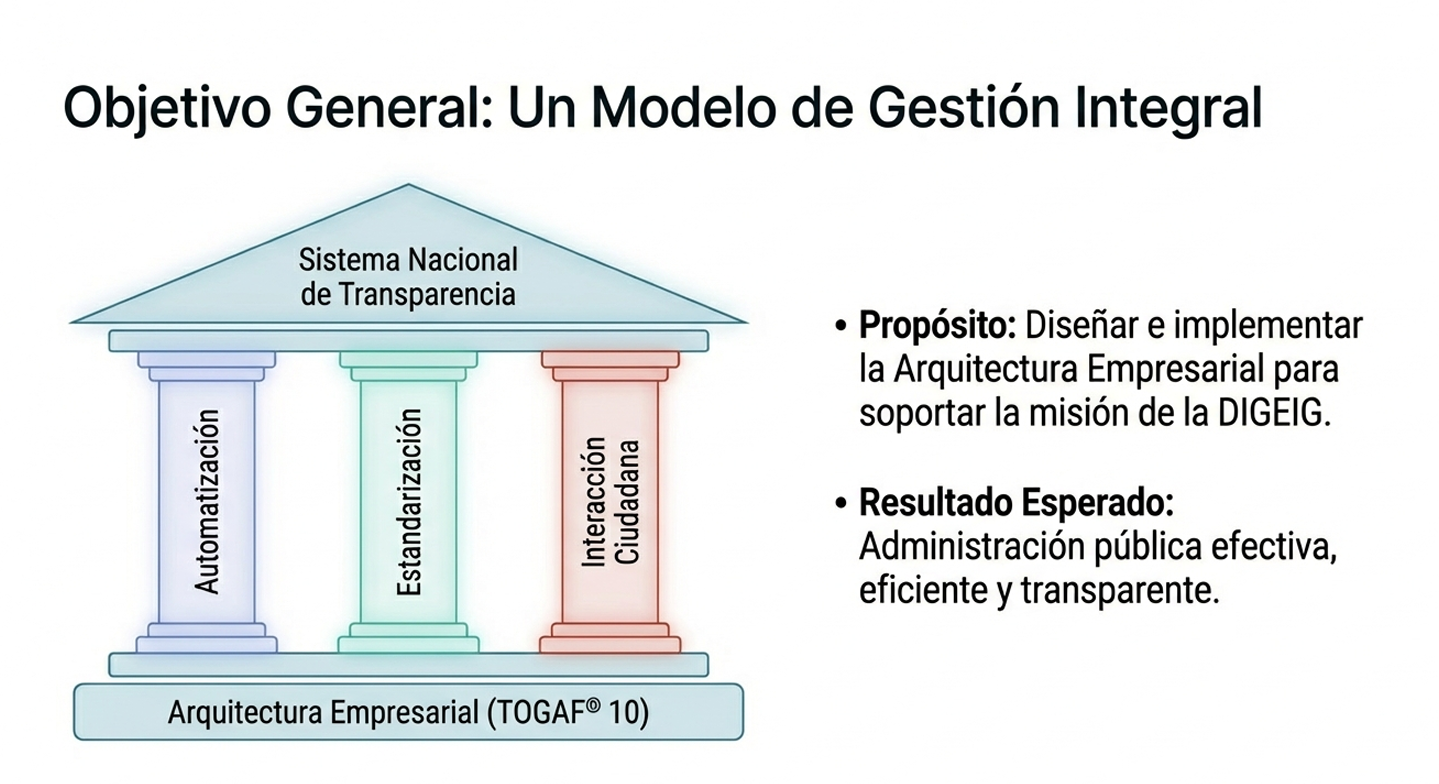 Objetivo General: Un Modelo de Gestión Integral
Sistema Nacional
de Transparencia
Automatización
Estandarización
Interacción
Ciudadana
Arquitectura Empresarial (TOGAF® 10)
• Propósito: Diseñar e implementar
la Arquitectura Empresarial para
soportar la misión de la DIGEIG.
• Resultado Esperado:
Administración pública efectiva,
eficiente y transparente.